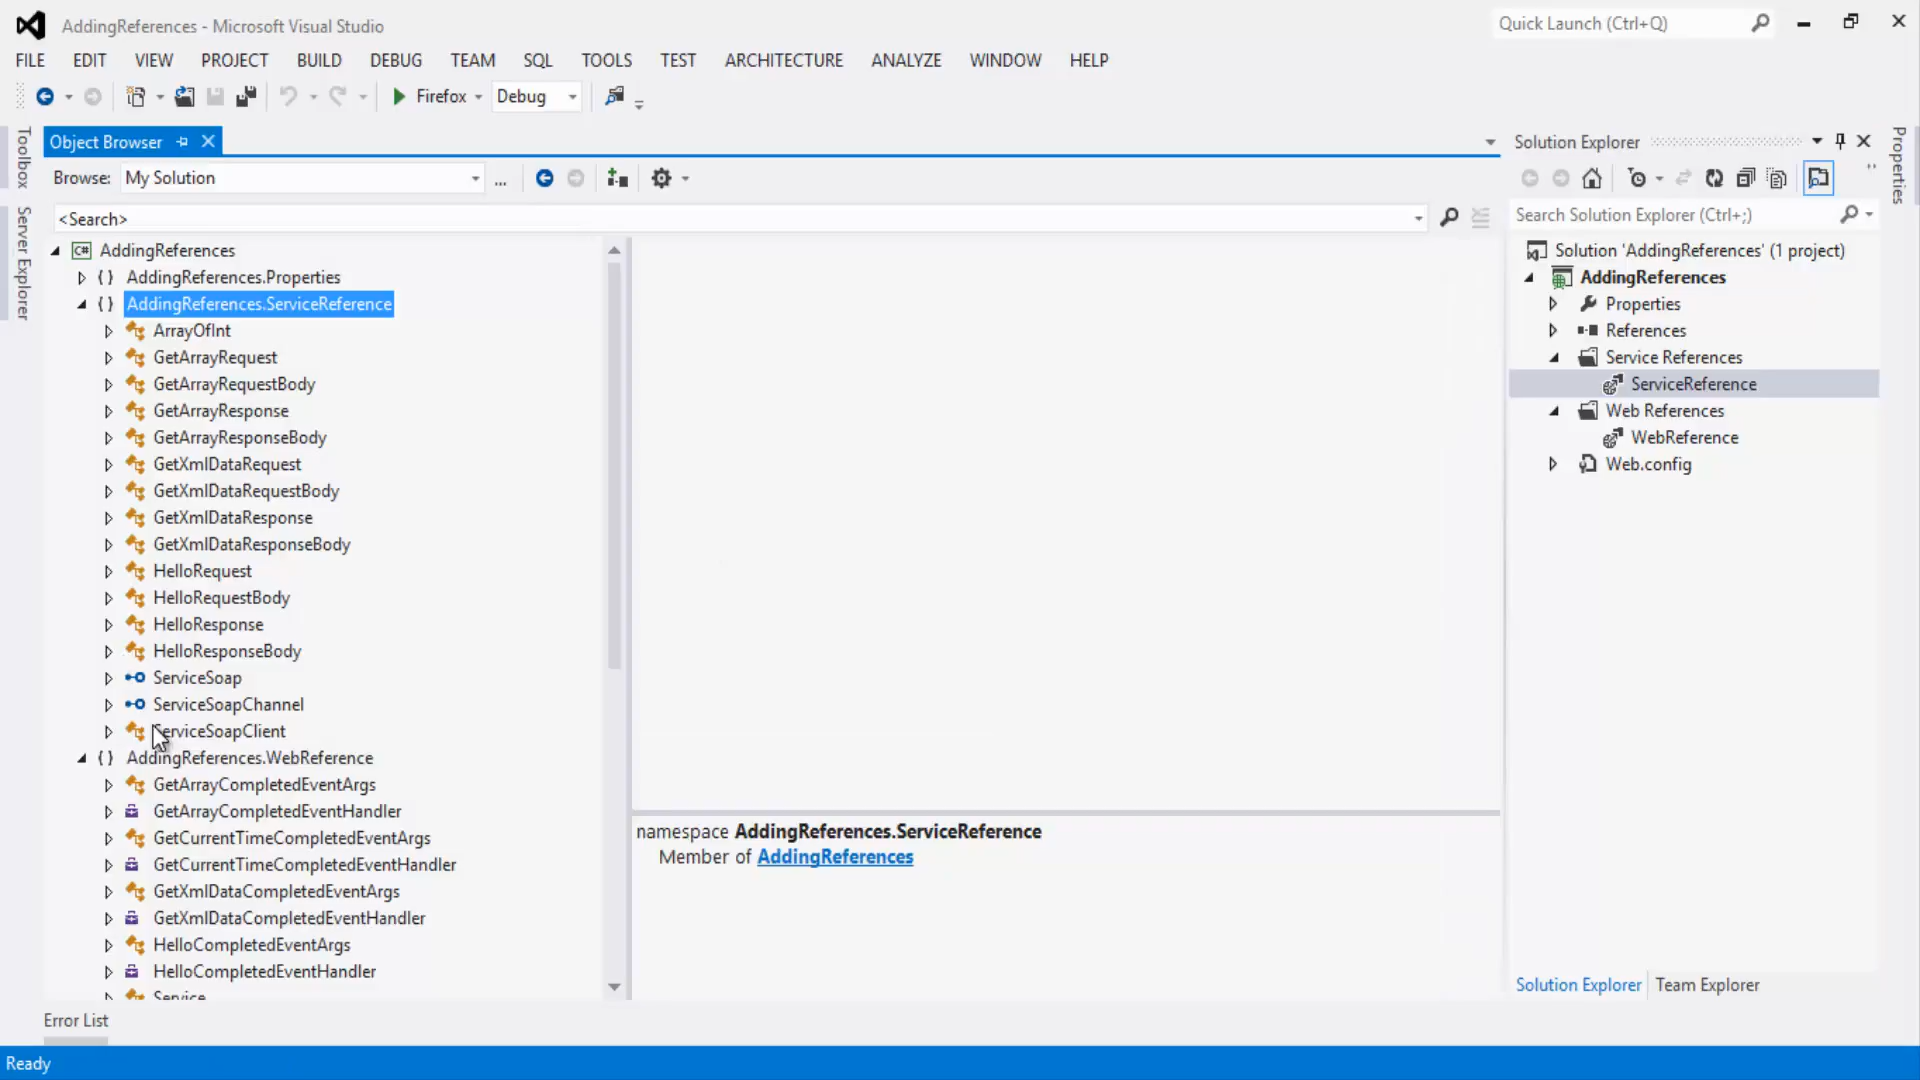 AddingReferences - Microsoft Visual Studio
Quick Launch (Ctrl+Q)
FILE EDIT VIEW PROJECT BUILD DEBUG TEAM SQL TOOLS TEST ARCHITECTURE ANALYZE WINDOW HELP
Firefox Debug
Toolbox
Server Explorer
Object Browser
Browse: My Solution ...
<Search>
AddingReferences
{ } AddingReferences.Properties
{ } AddingReferences.ServiceReference
ArrayOfInt
GetArrayRequest
GetArrayRequestBody
GetArrayResponse
GetArrayResponseBody
GetXmlDataRequest
GetXmlDataRequestBody
GetXmlDataResponse
GetXmlDataResponseBody
HelloRequest
HelloRequestBody
HelloResponse
HelloResponseBody
ServiceSoap
ServiceSoapChannel
ServiceSoapClient
{ } AddingReferences.WebReference
GetArrayCompletedEventArgs
GetArrayCompletedEventHandler
GetCurrentTimeCompletedEventArgs
GetCurrentTimeCompletedEventHandler
GetXmlDataCompletedEventArgs
GetXmlDataCompletedEventHandler
HelloCompletedEventArgs
HelloCompletedEventHandler
Service
namespace AddingReferences.ServiceReference
Member of AddingReferences
Solution Explorer
Search Solution Explorer (Ctrl+;)
Solution 'AddingReferences' (1 project)
AddingReferences
Properties
References
Service References
ServiceReference
Web References
WebReference
Web.config
Solution Explorer Team Explorer
Properties
Error List
Ready